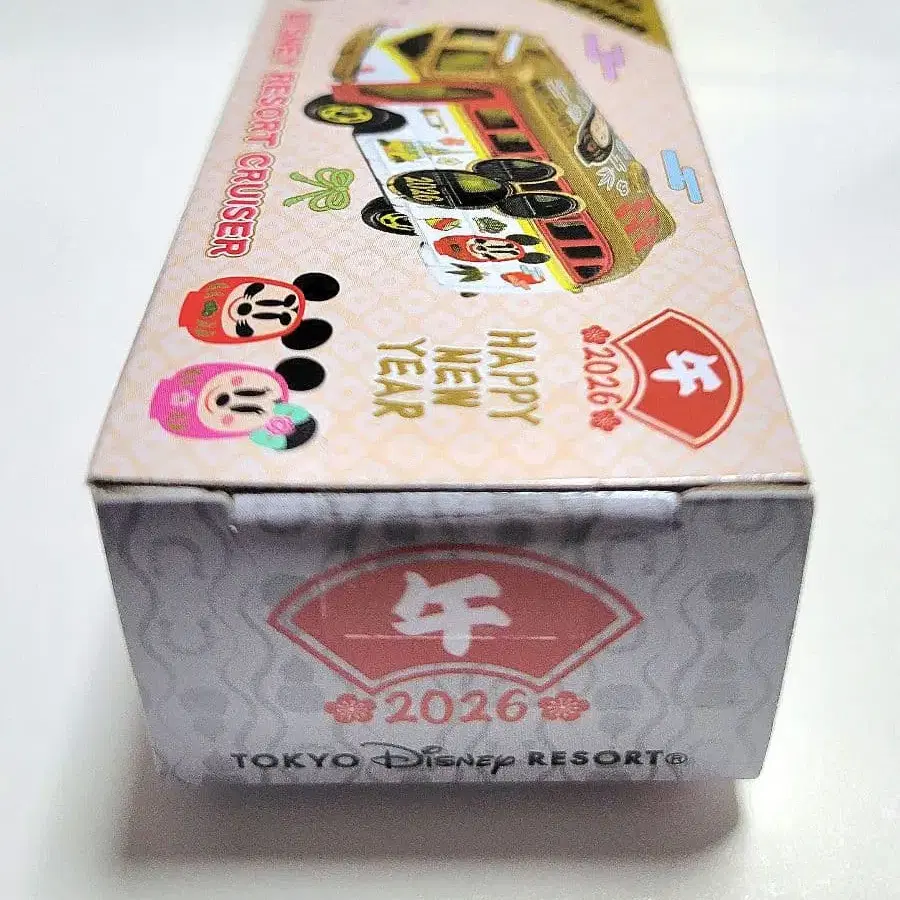 DISNEY RESORT CRUISER
2026
HAPPY
NEW
YEAR
午
2026
午
2026
TOKYO Disney RESORT®